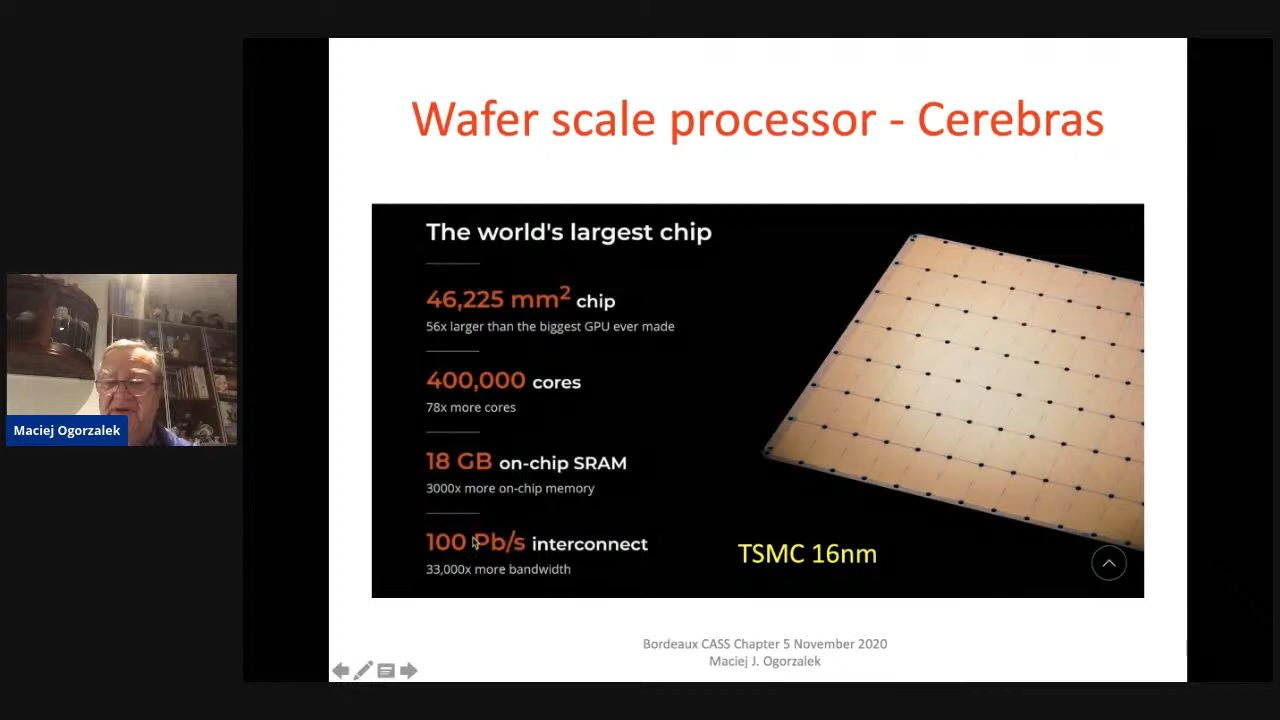 Wafer scale processor - Cerebras
The world's largest chip
46,225 mm² chip
56x larger than the biggest GPU ever made
400,000 cores
78x more cores
18 GB on-chip SRAM
3000x more on-chip memory
100 Pb/s interconnect
33,000x more bandwidth
TSMC 16nm
Bordeaux CASS Chapter 5 November 2020
Maciej J. Ogorzalek
Maciej Ogorzalek